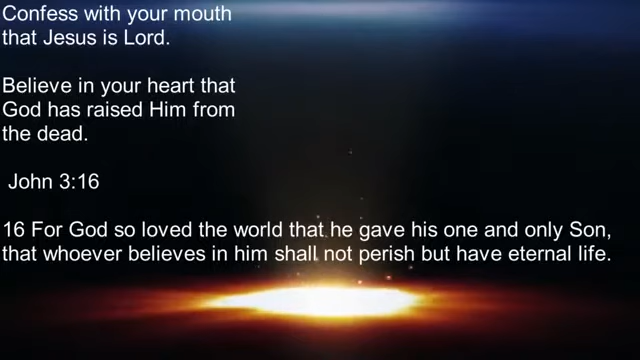 Confess with your mouth
that Jesus is Lord.
Believe in your heart that
God has raised Him from
the dead.
John 3:16
16 For God so loved the world that he gave his one and only Son,
that whoever believes in him shall not perish but have eternal life.